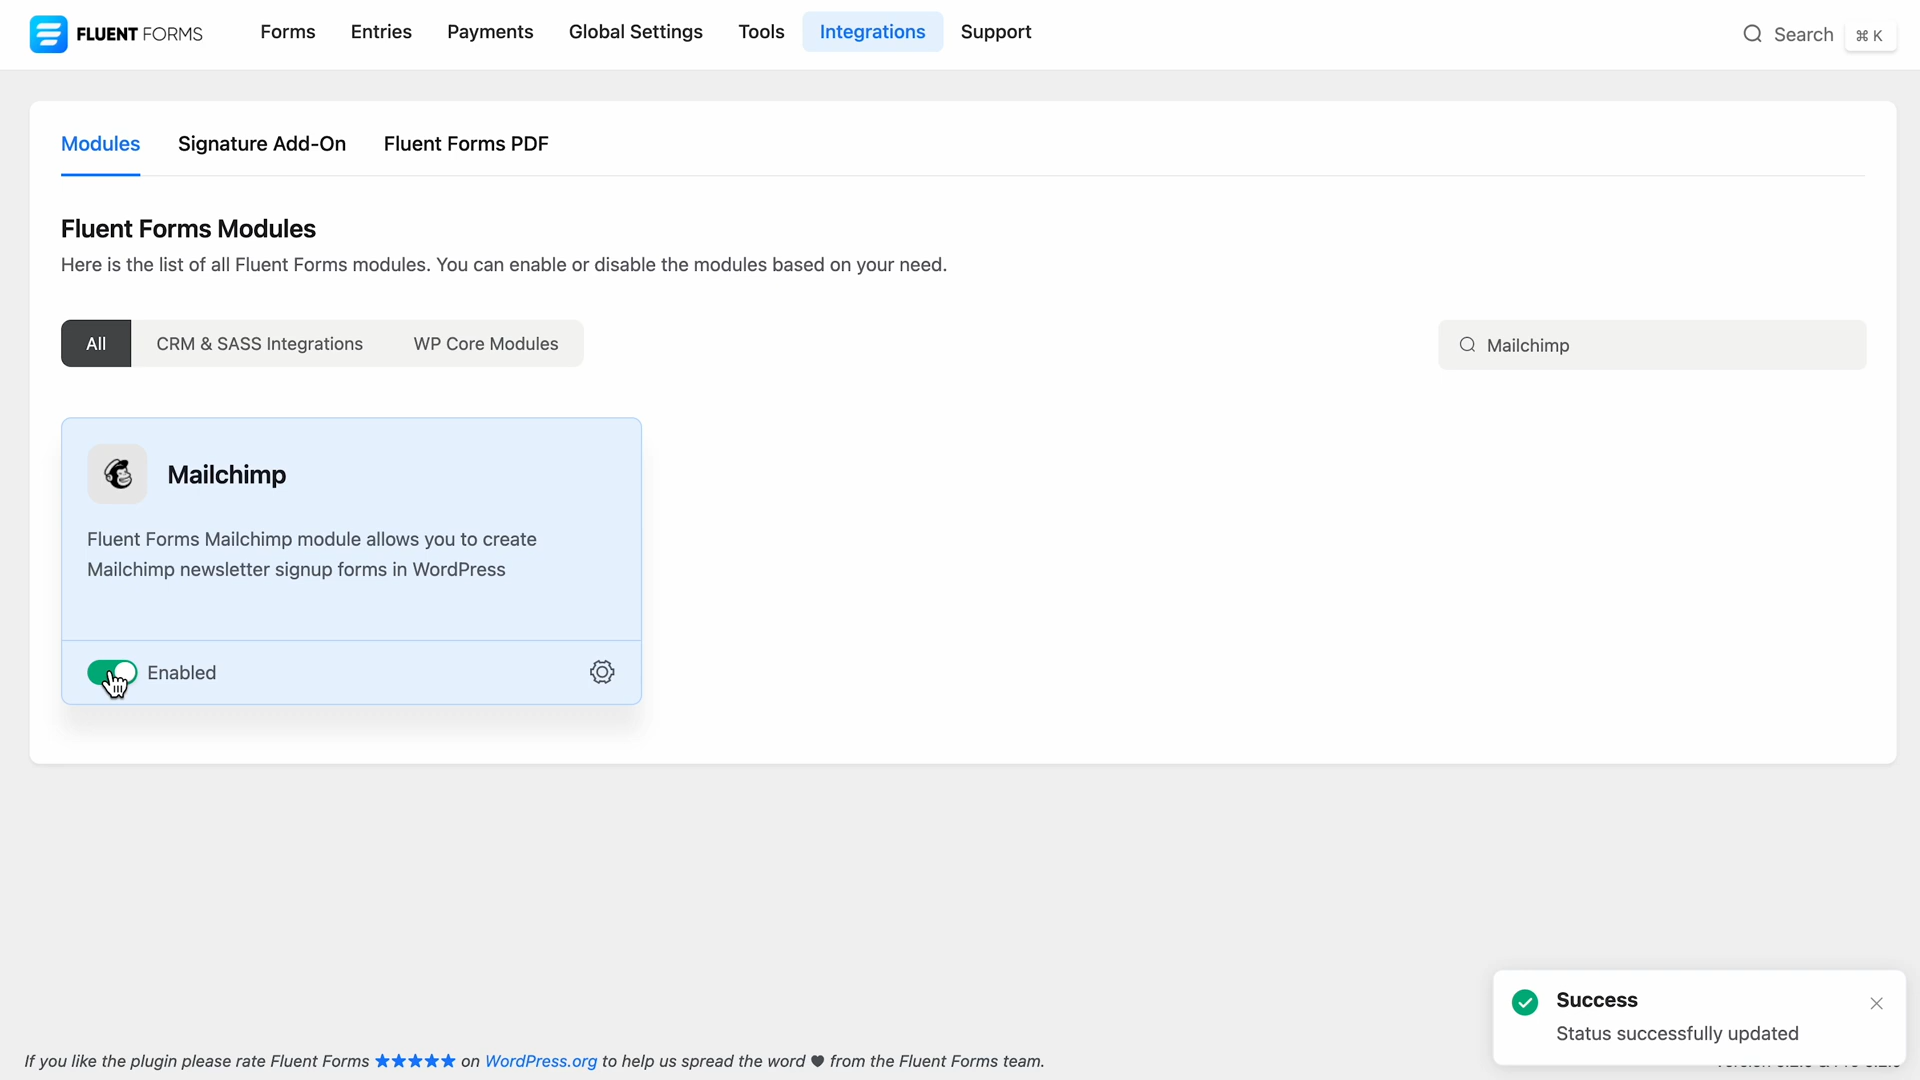 FLUENT FORMS
Forms
Entries
Payments
Global Settings
Tools
Integrations
Support
Search
⌘ K
Modules
Signature Add-On
Fluent Forms PDF
Fluent Forms Modules
Here is the list of all Fluent Forms modules. You can enable or disable the modules based on your need.
All
CRM & SASS Integrations
WP Core Modules
Mailchimp
Mailchimp
Fluent Forms Mailchimp module allows you to create
Mailchimp newsletter signup forms in WordPress
Enabled
Success
Status successfully updated
If you like the plugin please rate Fluent Forms ★★★★★ on WordPress.org to help us spread the word ♥ from the Fluent Forms team.